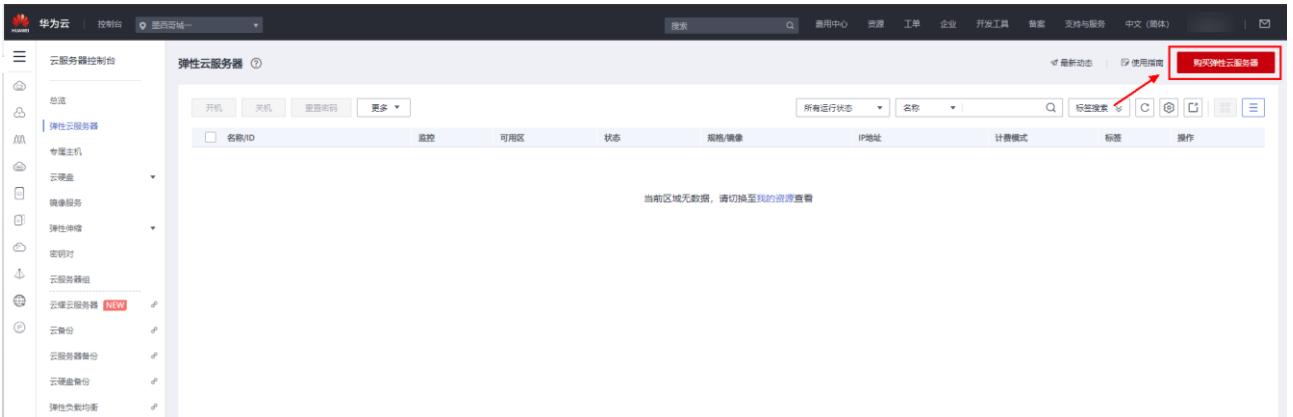 HUAWEI
华为云
控制台
墨西哥城一
搜索
费用中心
资源
工单
企业
开发工具
备案
支持与服务
中文 (简体)
云服务器控制台
弹性云服务器
最新动态
使用指南
购买弹性云服务器
总览
弹性云服务器
专属主机
云硬盘
镜像服务
弹性伸缩
密钥对
云服务器组
云耀云服务器 NEW
云备份
云服务器备份
云硬盘备份
弹性负载均衡
开机
关机
重置密码
更多
所有运行状态
名称
标签搜索
名称/ID
监控
可用区
状态
规格/镜像
IP地址
计费模式
标签
操作
当前区域无数据，请切换至我的资源查看